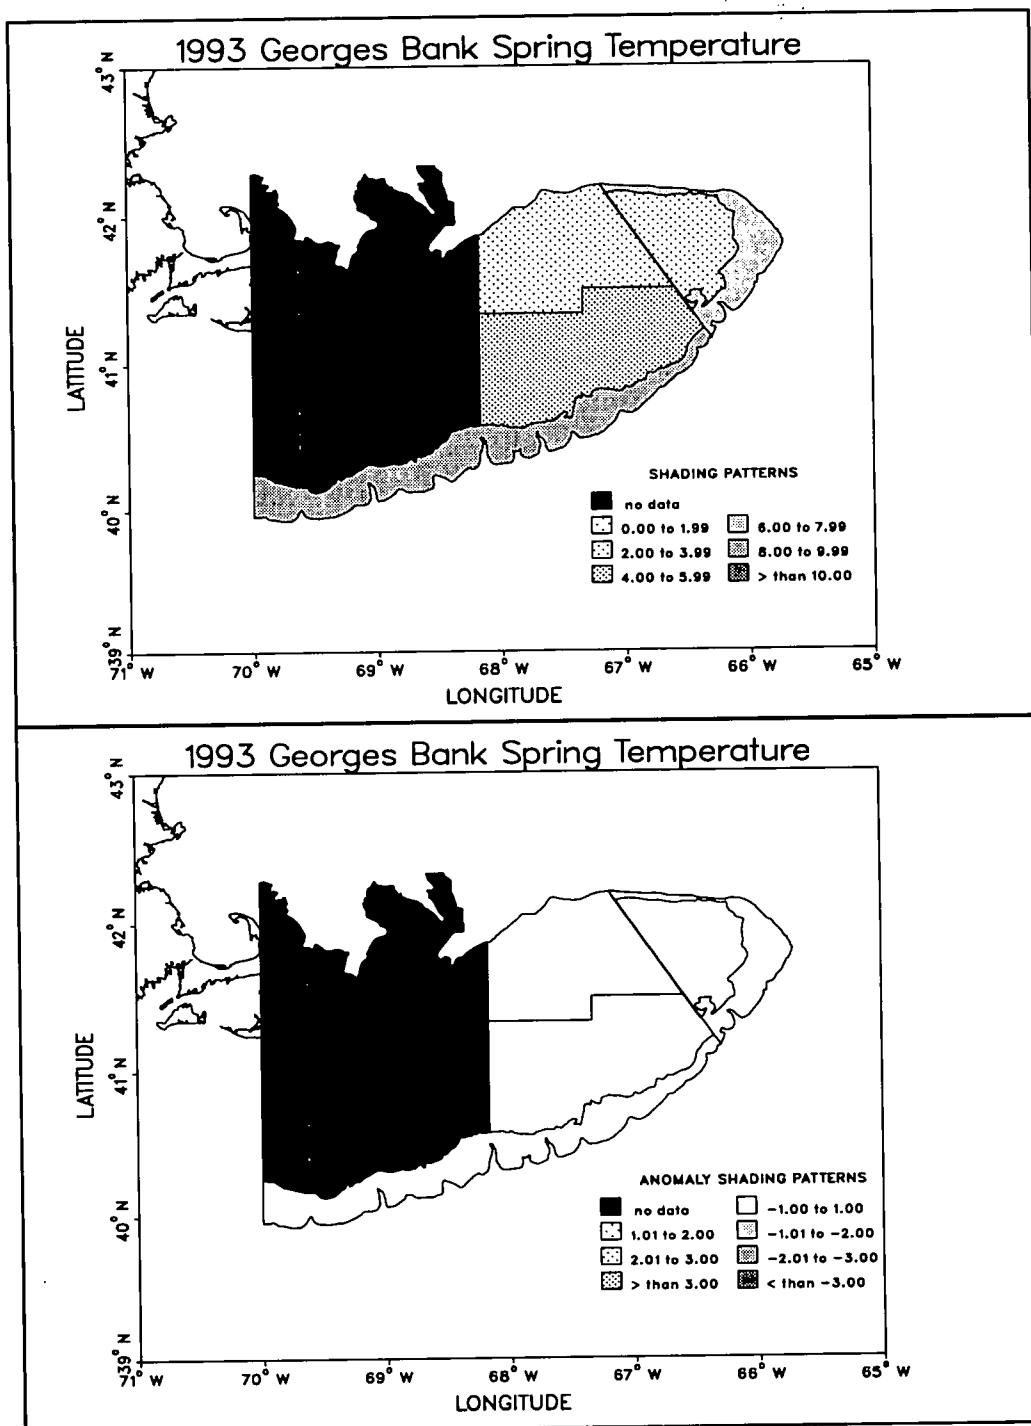 1993 Georges Bank Spring Temperature
43° N
42° N
41° N
40° N
39° N
LATITUDE
SHADING PATTERNS
no data
0.00 to 1.99
2.00 to 3.99
4.00 to 5.99
6.00 to 7.99
8.00 to 9.99
> than 10.00
71° W 70° W 69° W 68° W 67° W 66° W 65° W
LONGITUDE
1993 Georges Bank Spring Temperature
43° N
42° N
41° N
40° N
39° N
LATITUDE
ANOMALY SHADING PATTERNS
no data
1.01 to 2.00
2.01 to 3.00
> than 3.00
-1.00 to 1.00
-1.01 to -2.00
-2.01 to -3.00
< than -3.00
71° W 70° W 69° W 68° W 67° W 66° W 65° W
LONGITUDE